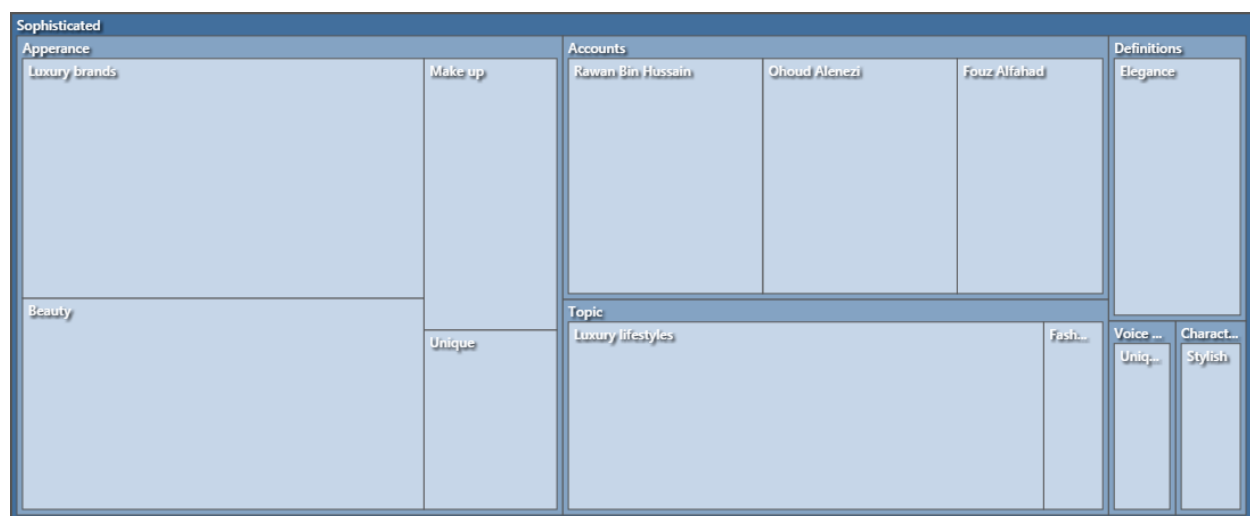 Sophisticated
Apperance
Luxury brands
Make up
Beauty
Unique
Accounts
Rawan Bin Hussain
Ohoud Alenezi
Fouz Alfahad
Topic
Luxury lifestyles
Fash...
Definitions
Elegance
Voice ...
Uniq...
Charact...
Stylish